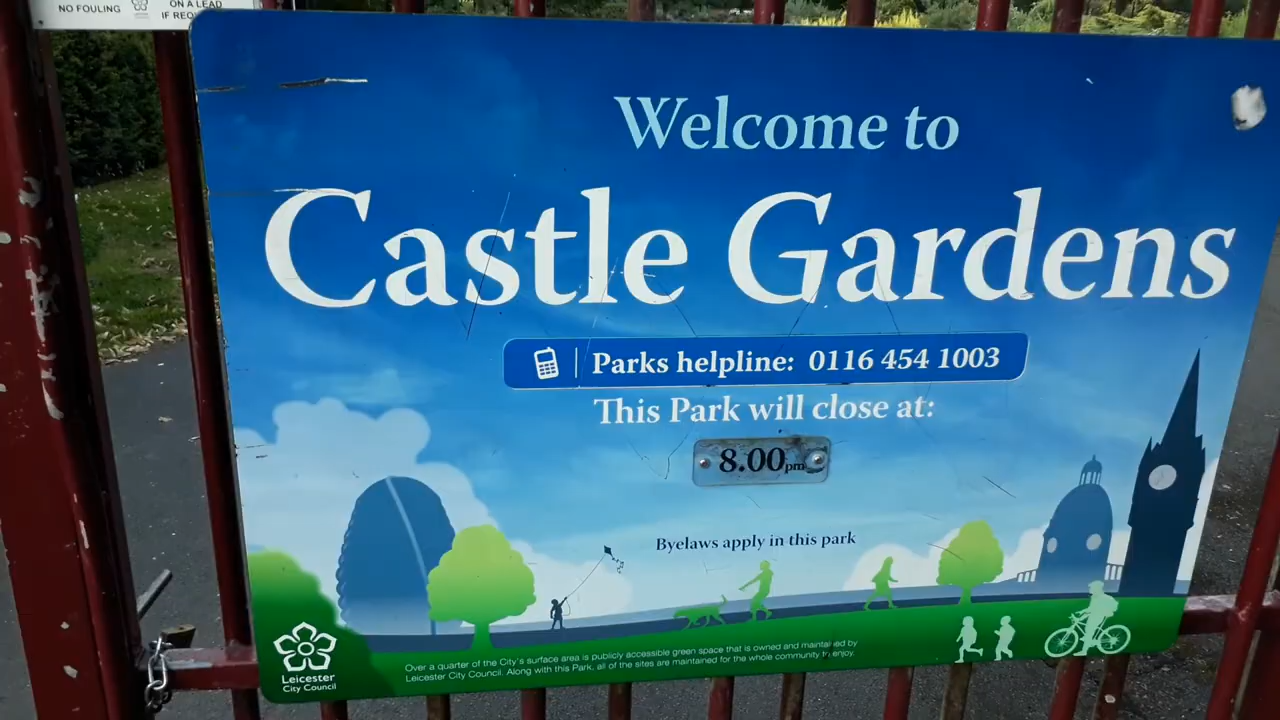 NO FOULING
ON A LEAD
Welcome to
Castle Gardens
Parks helpline: 0116 454 1003
This Park will close at:
8.00pm
Byelaws apply in this park
Over a quarter of the City's surface area is publicly accessible green space that is owned and maintained by
Leicester City Council. Along with this Park, all of the sites are maintained for the whole community to enjoy.
Leicester
City Council